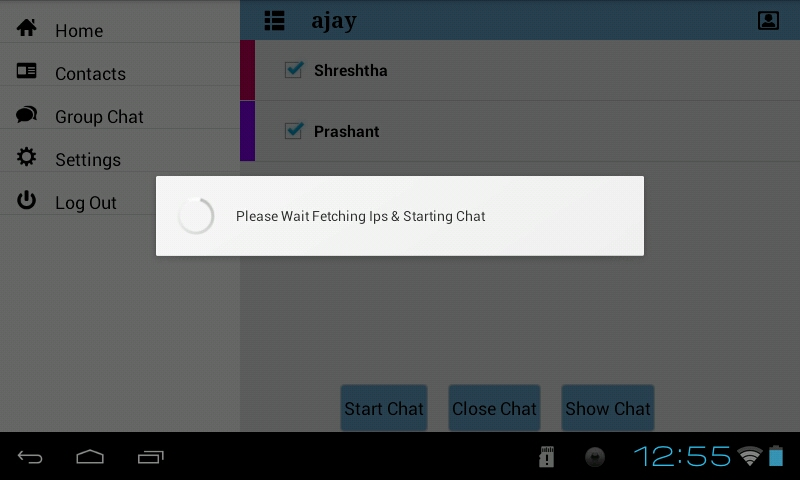 Home
Contacts
Group Chat
Settings
Log Out
ajay
Shreshtha
Prashant
Please Wait Fetching Ips & Starting Chat
Start Chat
Close Chat
Show Chat
12:55